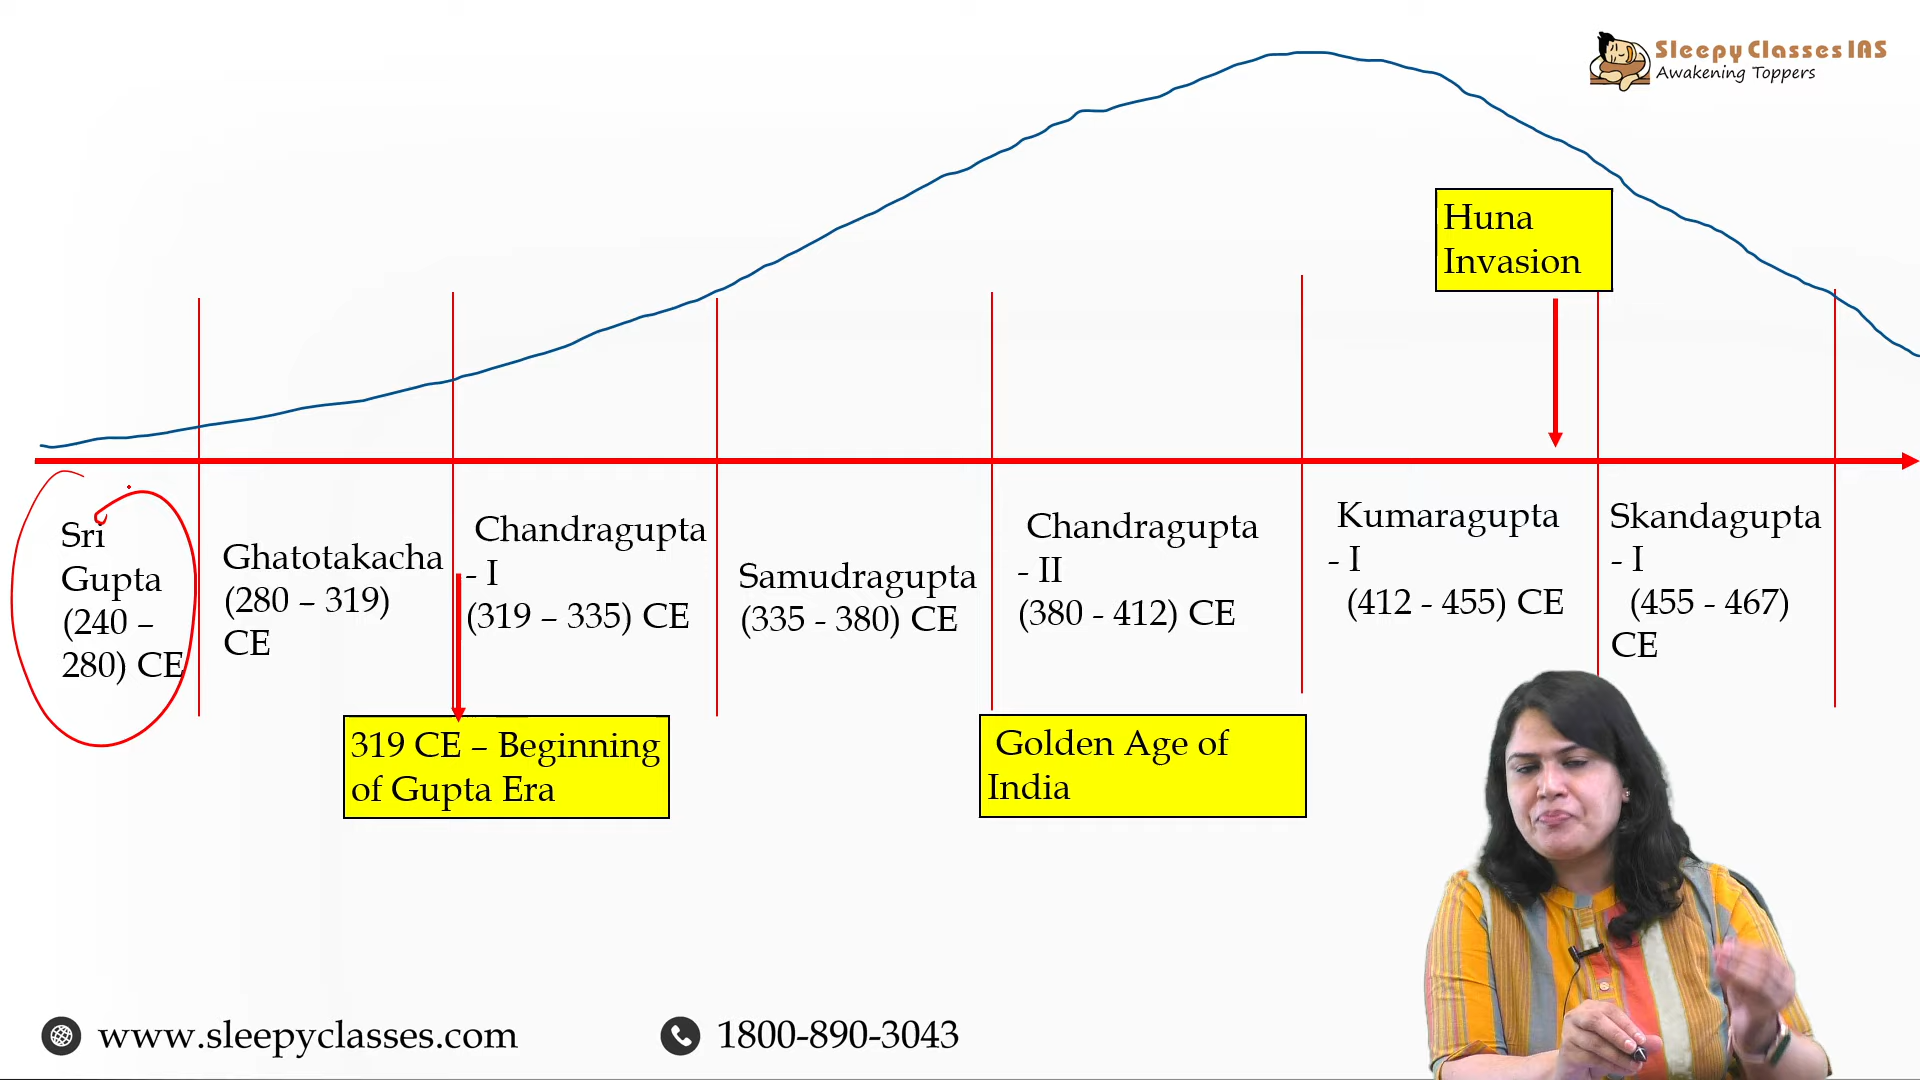 Sleepy Classes IAS
Awakening Toppers
Huna
Invasion
Sri
Gupta
(240 –
280) CE
Ghatotakacha
(280 – 319)
CE
Chandragupta
- I
(319 – 335) CE
Samudragupta
(335 - 380) CE
Chandragupta
- II
(380 - 412) CE
Kumaragupta
- I
(412 - 455) CE
Skandagupta
- I
(455 - 467)
CE
319 CE – Beginning
of Gupta Era
Golden Age of
India
www.sleepyclasses.com
1800-890-3043